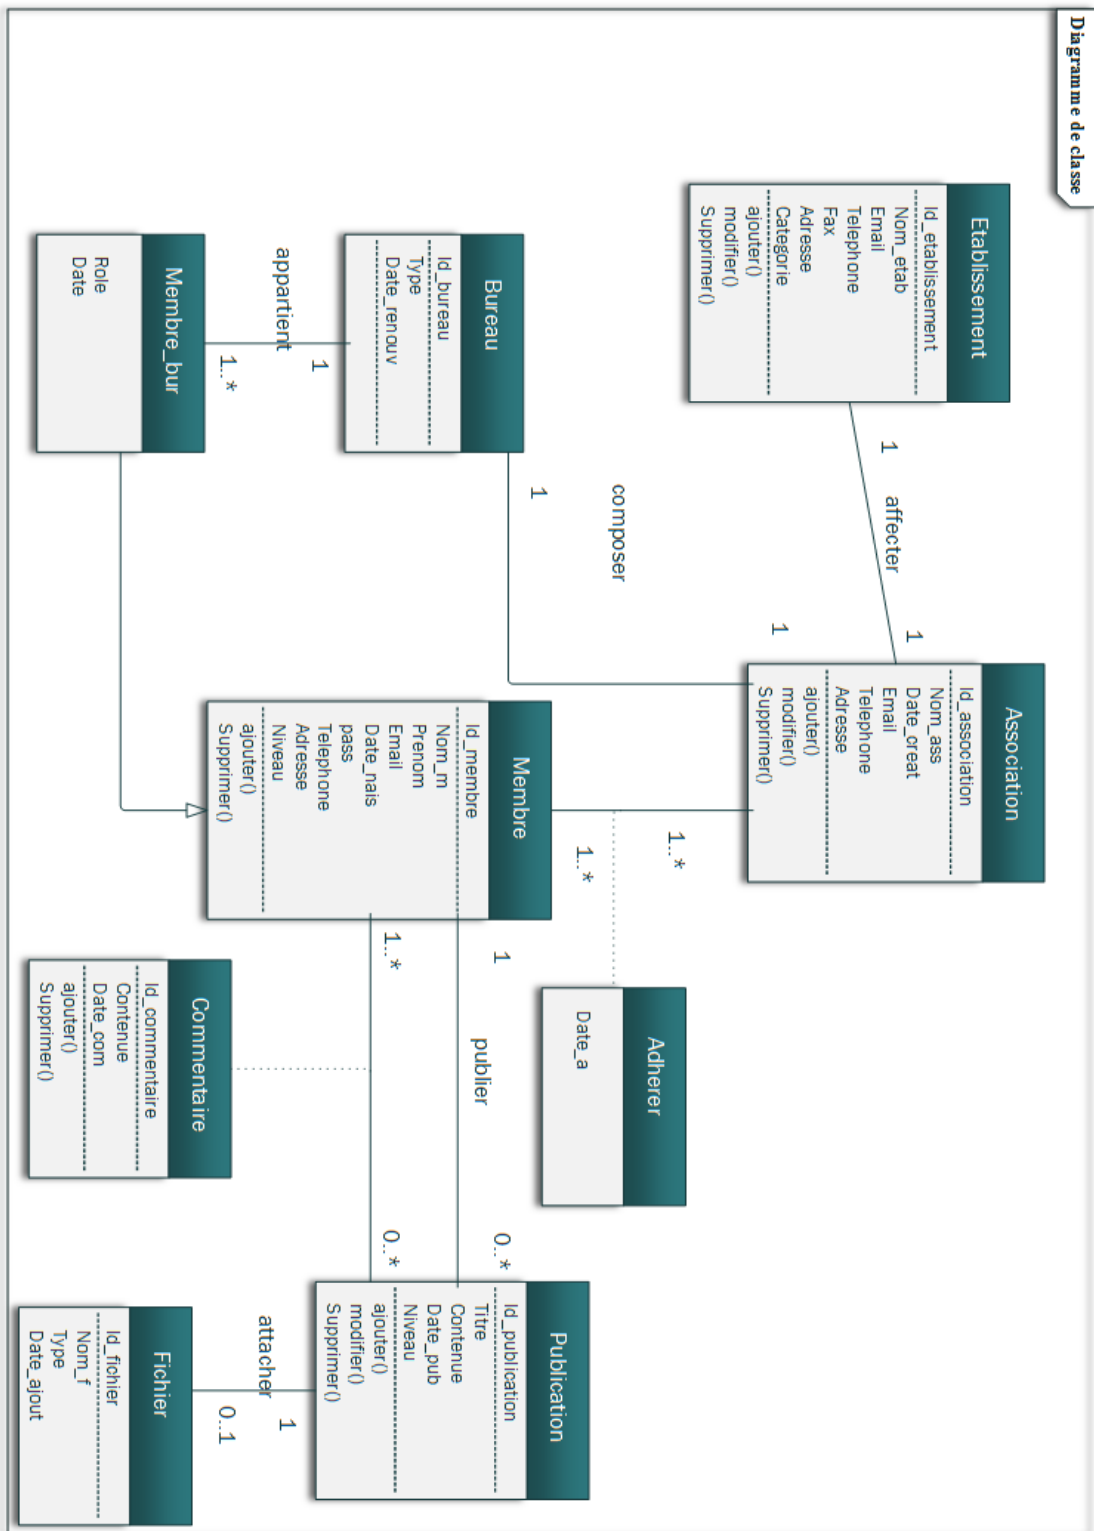 Diagramme de classe
Etablissement
Id_etablissement
Nom_etab
Email
Telephone
Fax
Adresse
Categorie
ajouter()
modifier()
Supprimer()
1
affecter
1
Association
Id_association
Nom_ass
Date_creat
Email
Telephone
Adresse
ajouter()
modifier()
Supprimer()
1
composer
1
Bureau
Id_bureau
Type
Date_renouv
1
appartient
1..*
Membre_bur
Role
Date
1..*
1..*
Adherer
Date_a
Membre
Id_membre
Nom_m
Prenom
Email
Date_nais
pass
Telephone
Adresse
Niveau
ajouter()
Supprimer()
1
publier
0..*
1..*
0..*
Publication
Id_publication
Titre
Contenue
Date_pub
Niveau
ajouter()
modifier()
Supprimer()
Commentaire
Id_commentaire
Contenue
Date_com
ajouter()
Supprimer()
1
attacher
0..1
Fichier
Id_fichier
Nom_f
Type
Date_ajout